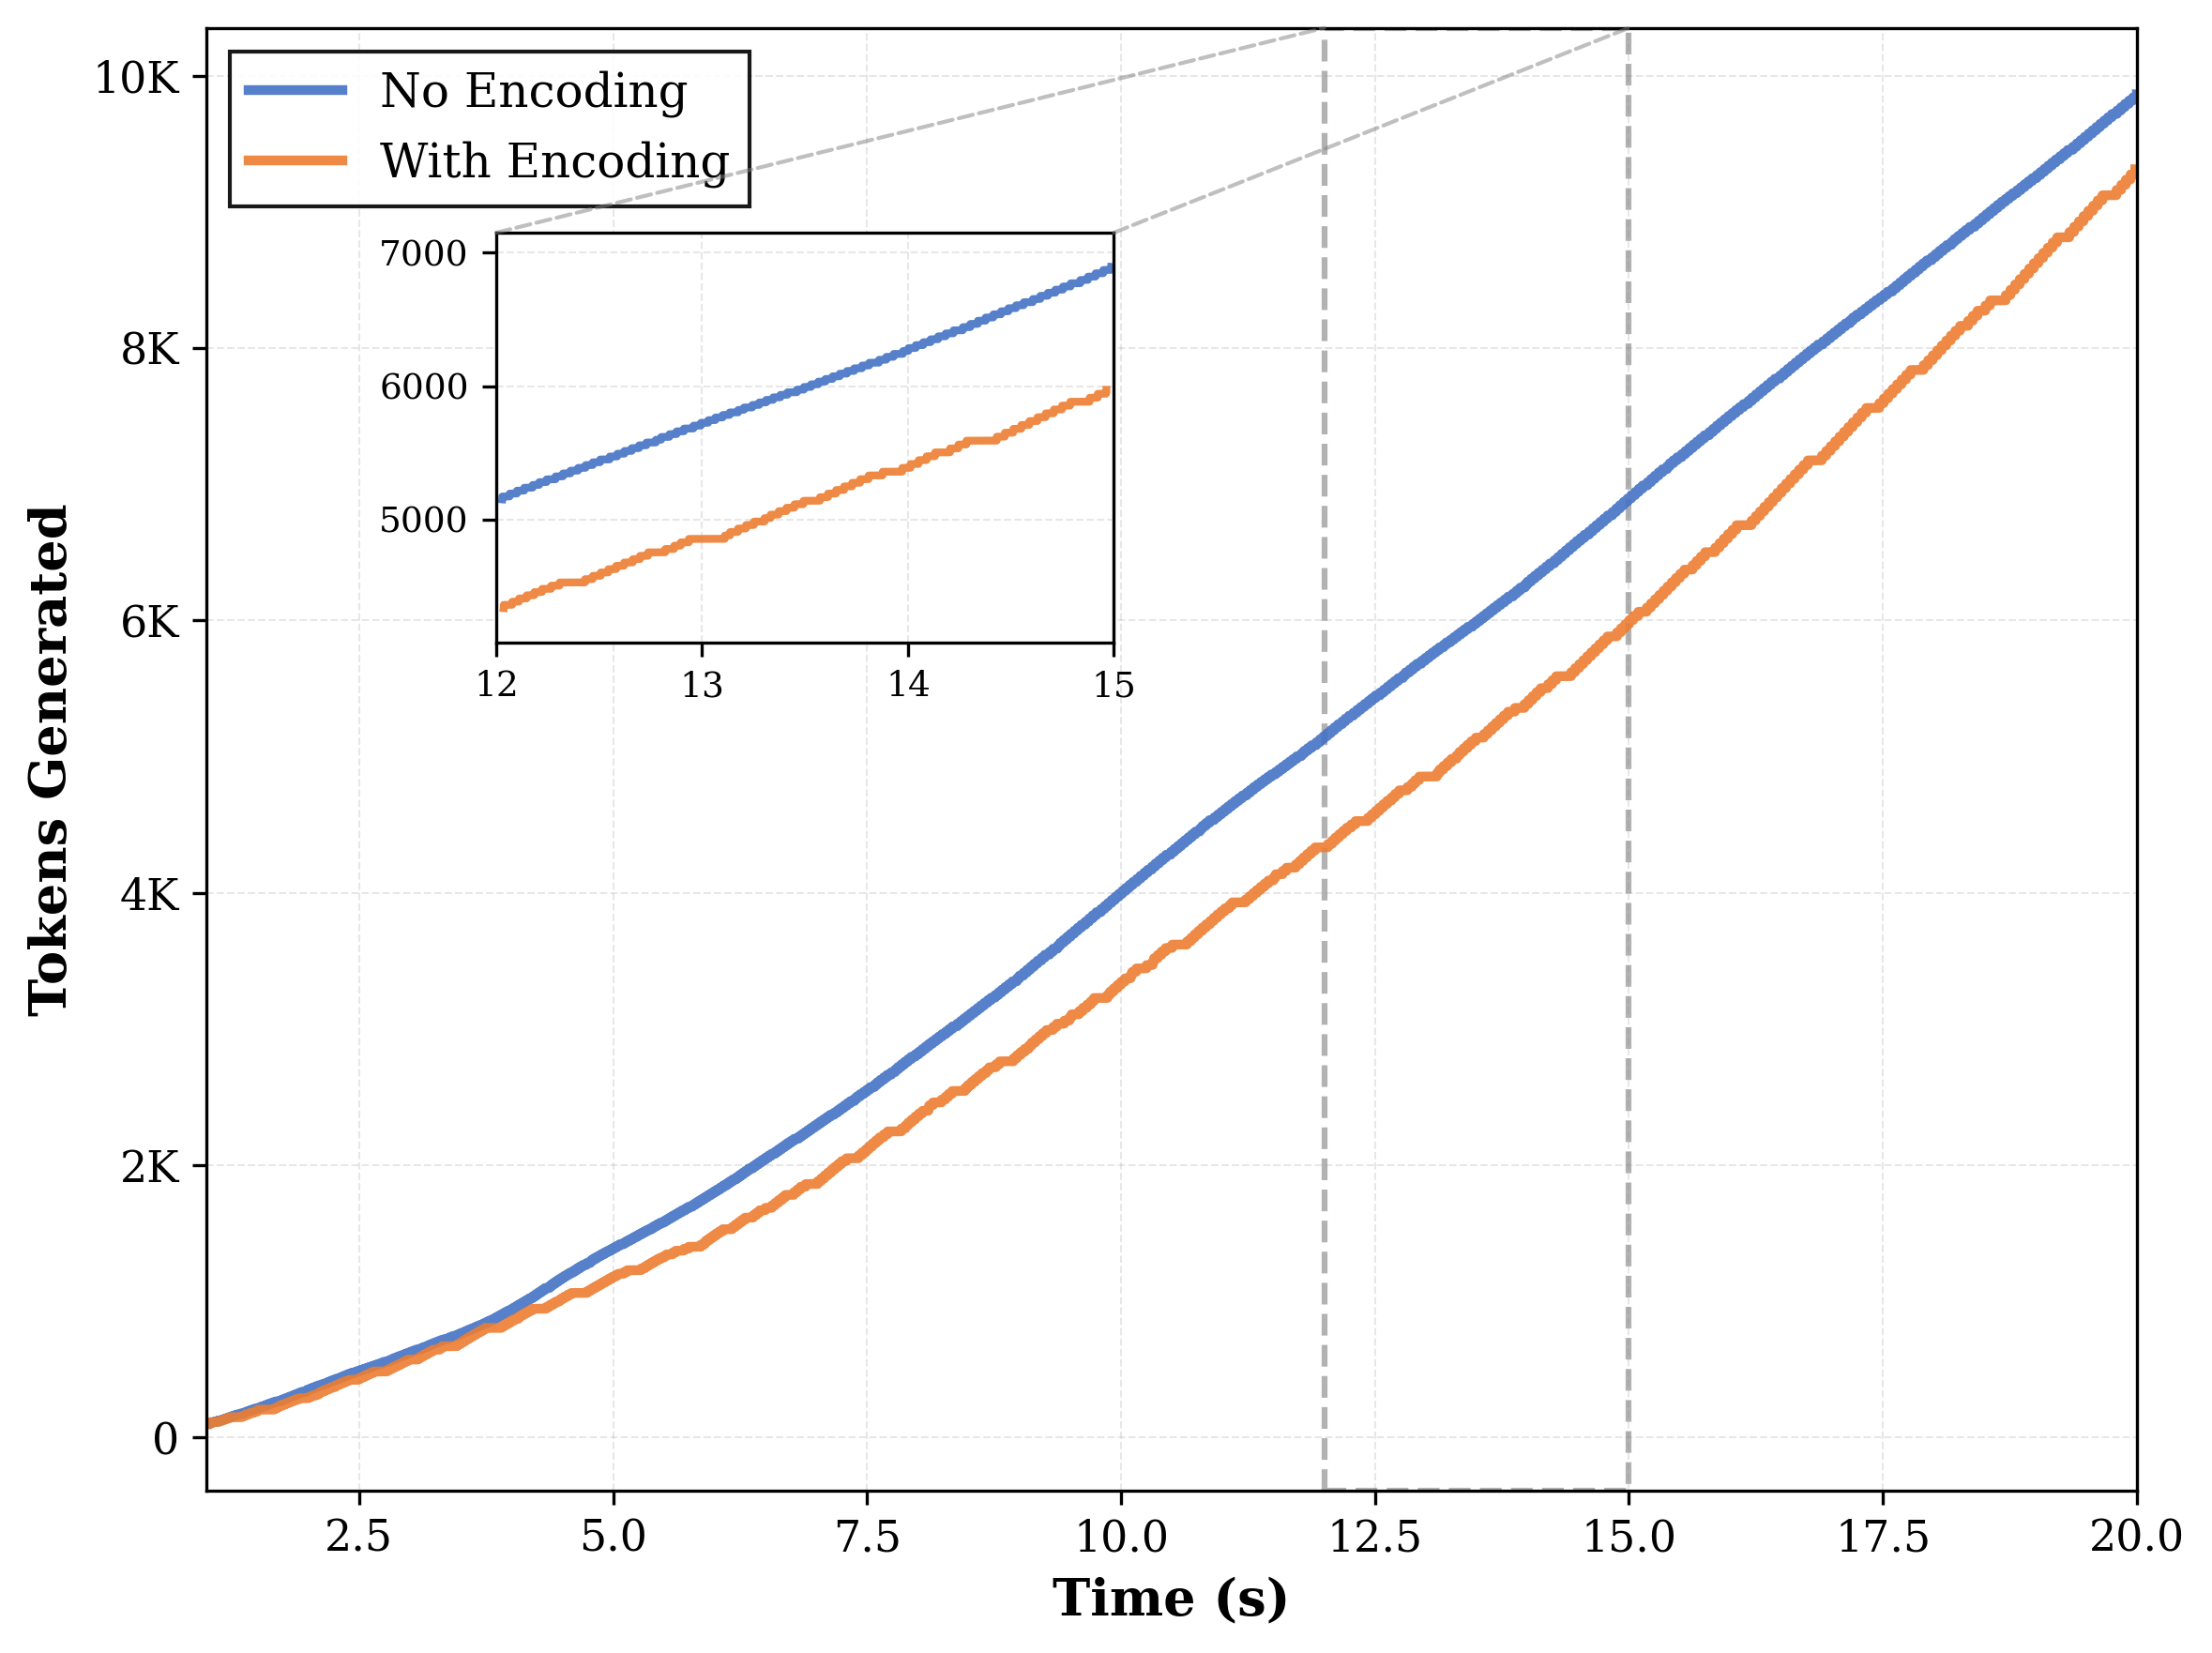 No Encoding
With Encoding
10K
8K
6K
4K
2K
0
Tokens Generated
7000
6000
5000
12 13 14 15
2.5 5.0 7.5 10.0 12.5 15.0 17.5 20.0
Time (s)